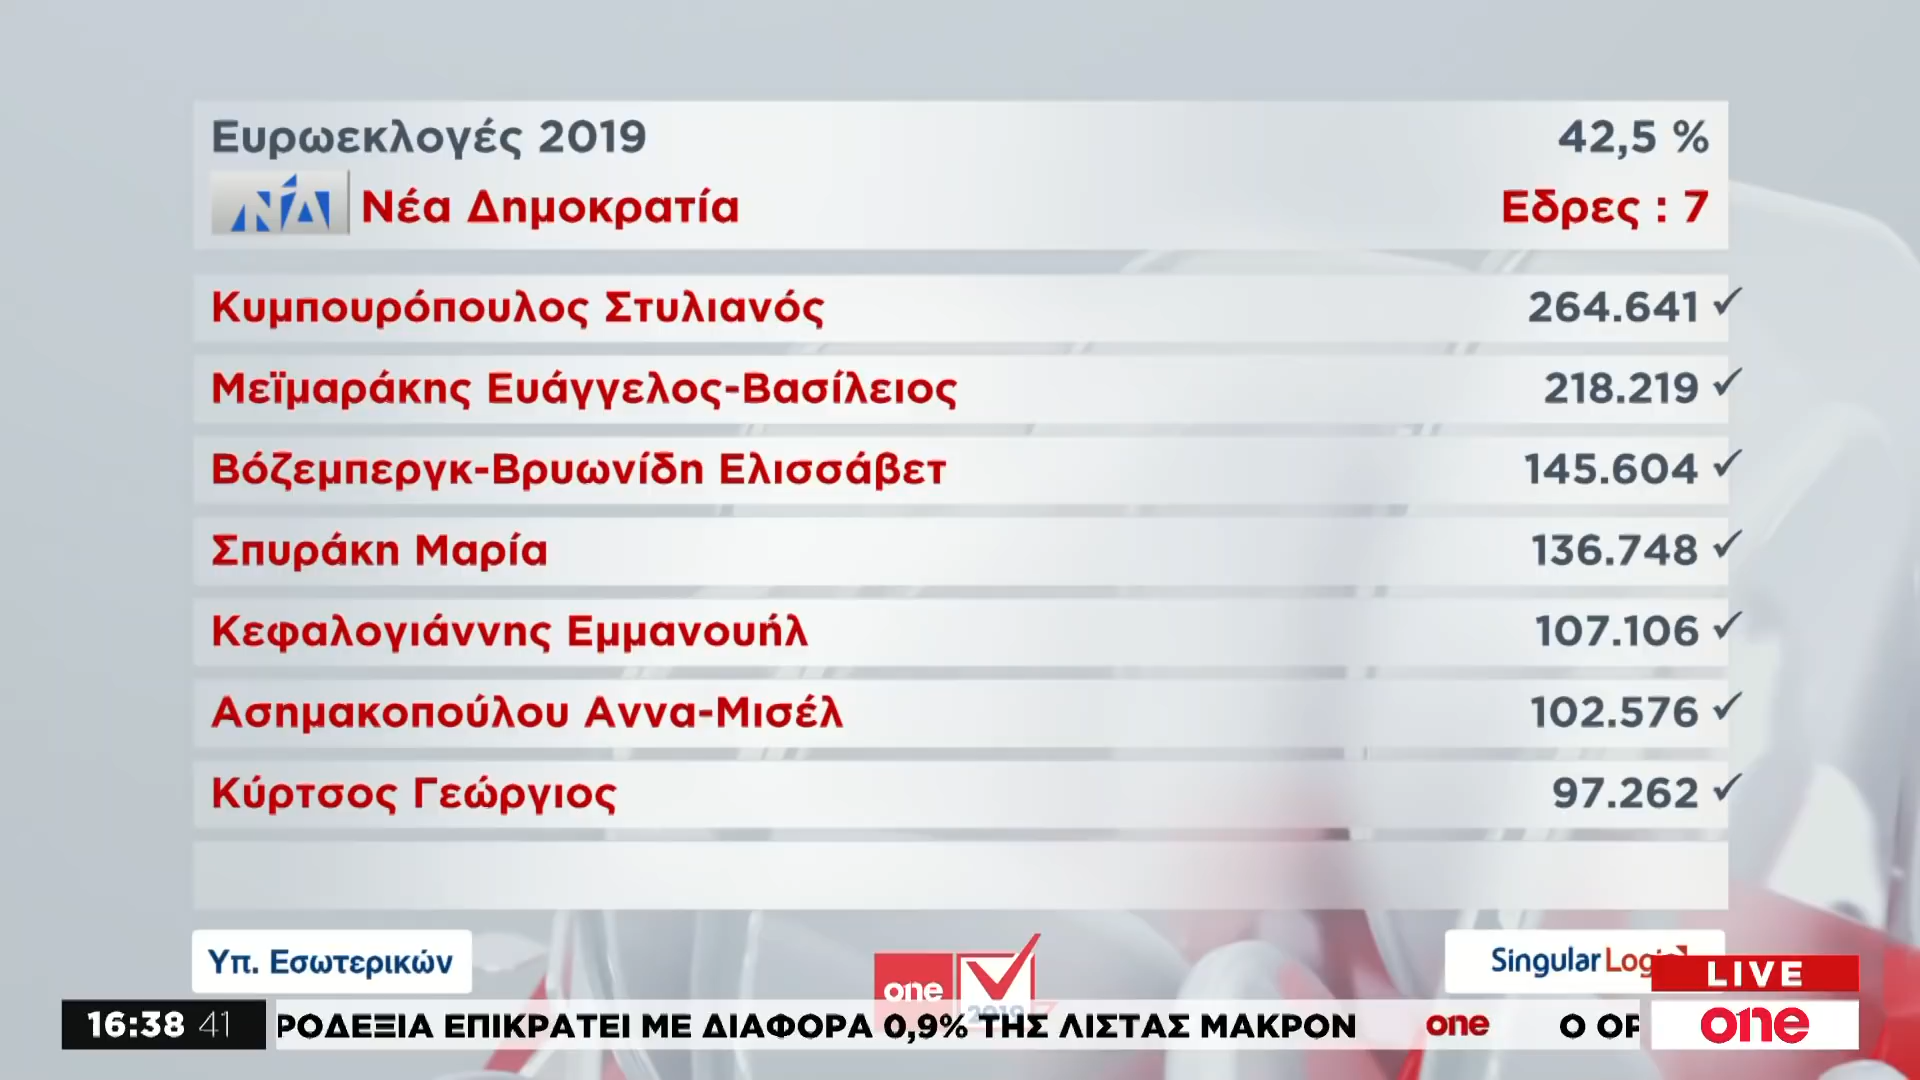 Ευρωεκλογές 2019
42,5 %
ΝΔ Νέα Δημοκρατία
Εδρες : 7
Κυμπουρόπουλος Στυλιανός 264.641 ✓
Μεϊμαράκης Ευάγγελος-Βασίλειος 218.219 ✓
Βόζεμπεργκ-Βρυωνίδη Ελισσάβετ 145.604 ✓
Σπυράκη Μαρία 136.748 ✓
Κεφαλογιάννης Εμμανουήλ 107.106 ✓
Ασημακοπούλου Αννα-Μισέλ 102.576 ✓
Κύρτσος Γεώργιος 97.262 ✓
Υπ. Εσωτερικών
one
2019
Singular
LIVE
16:38 41
ΡΟΔΕΞΙΑ ΕΠΙΚΡΑΤΕΙ ΜΕ ΔΙΑΦΟΡΑ 0,9% ΤΗΣ ΛΙΣΤΑΣ ΜΑΚΡΟΝ one Ο
one